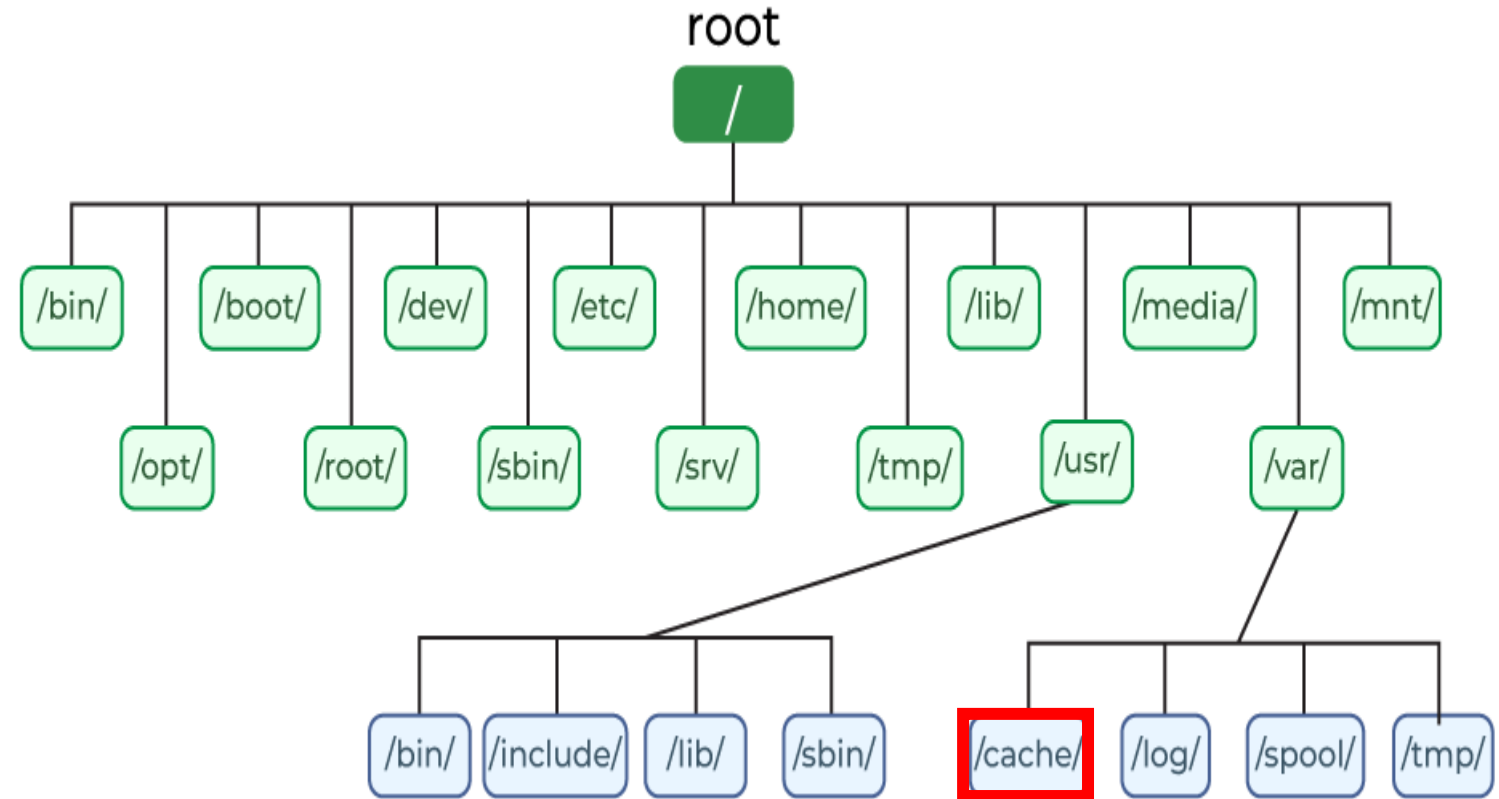 root
/
/bin/
/boot/
/dev/
/etc/
/home/
/lib/
/media/
/mnt/
/opt/
/root/
/sbin/
/srv/
/tmp/
/usr/
/var/
/bin/
/include/
/lib/
/sbin/
/cache/
/log/
/spool/
/tmp/